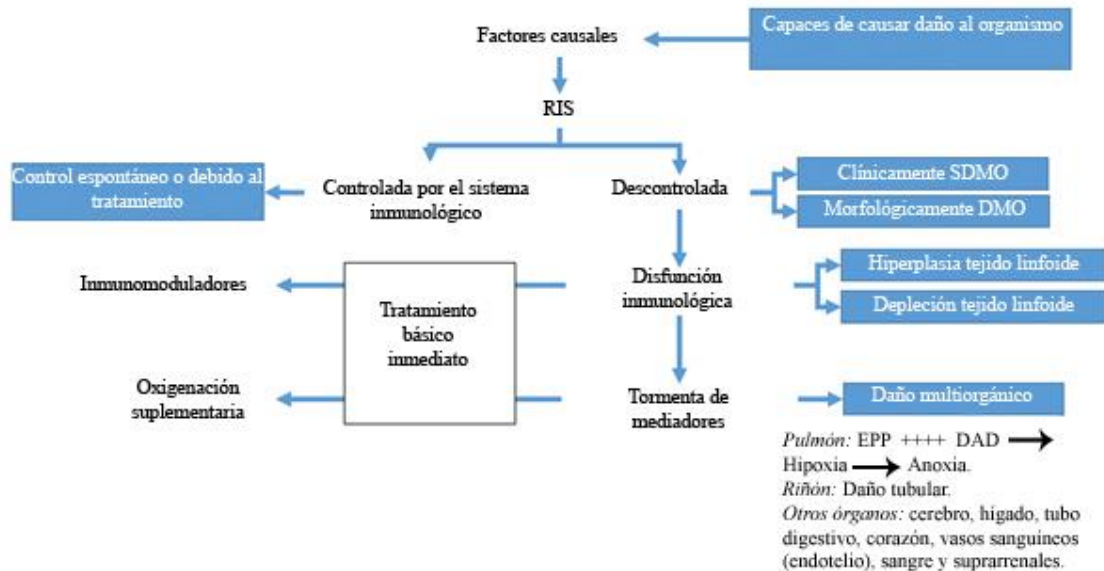 Factores causales
Capaces de causar daño al organismo
RIS
Control espontáneo o debido al
tratamiento
Controlada por el sistema
inmunológico
Descontrolada
Clínicamente SDMO
Morfológicamente DMO
Inmunomoduladores
Tratamiento
básico
inmediato
Disfunción
inmunológica
Hiperplasia tejido linfoide
Depleción tejido linfoide
Oxigenación
suplementaria
Tormenta de
mediadores
Daño multiorgánico
Pulmón: EPP ++++ DAD
Hipoxia Anoxia.
Riñón: Daño tubular.
Otros órganos: cerebro, hígado, tubo
digestivo, corazón, vasos sanguíneos
(endotelio), sangre y suprarrenales.